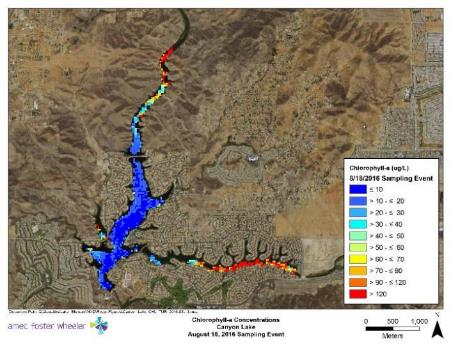 Chlorophyll-a (ug/L)
8/18/2016 Sampling Event
≤ 10
> 10 - ≤ 20
> 20 - ≤ 30
> 30 - ≤ 40
> 40 - ≤ 50
> 50 - ≤ 60
> 60 - ≤ 70
> 70 - ≤ 90
> 90 - ≤ 120
> 120
amec foster wheeler
Chlorophyll-a Concentrations
Canyon Lake
August 18, 2016 Sampling Event
0 500 1,000
Meters
N